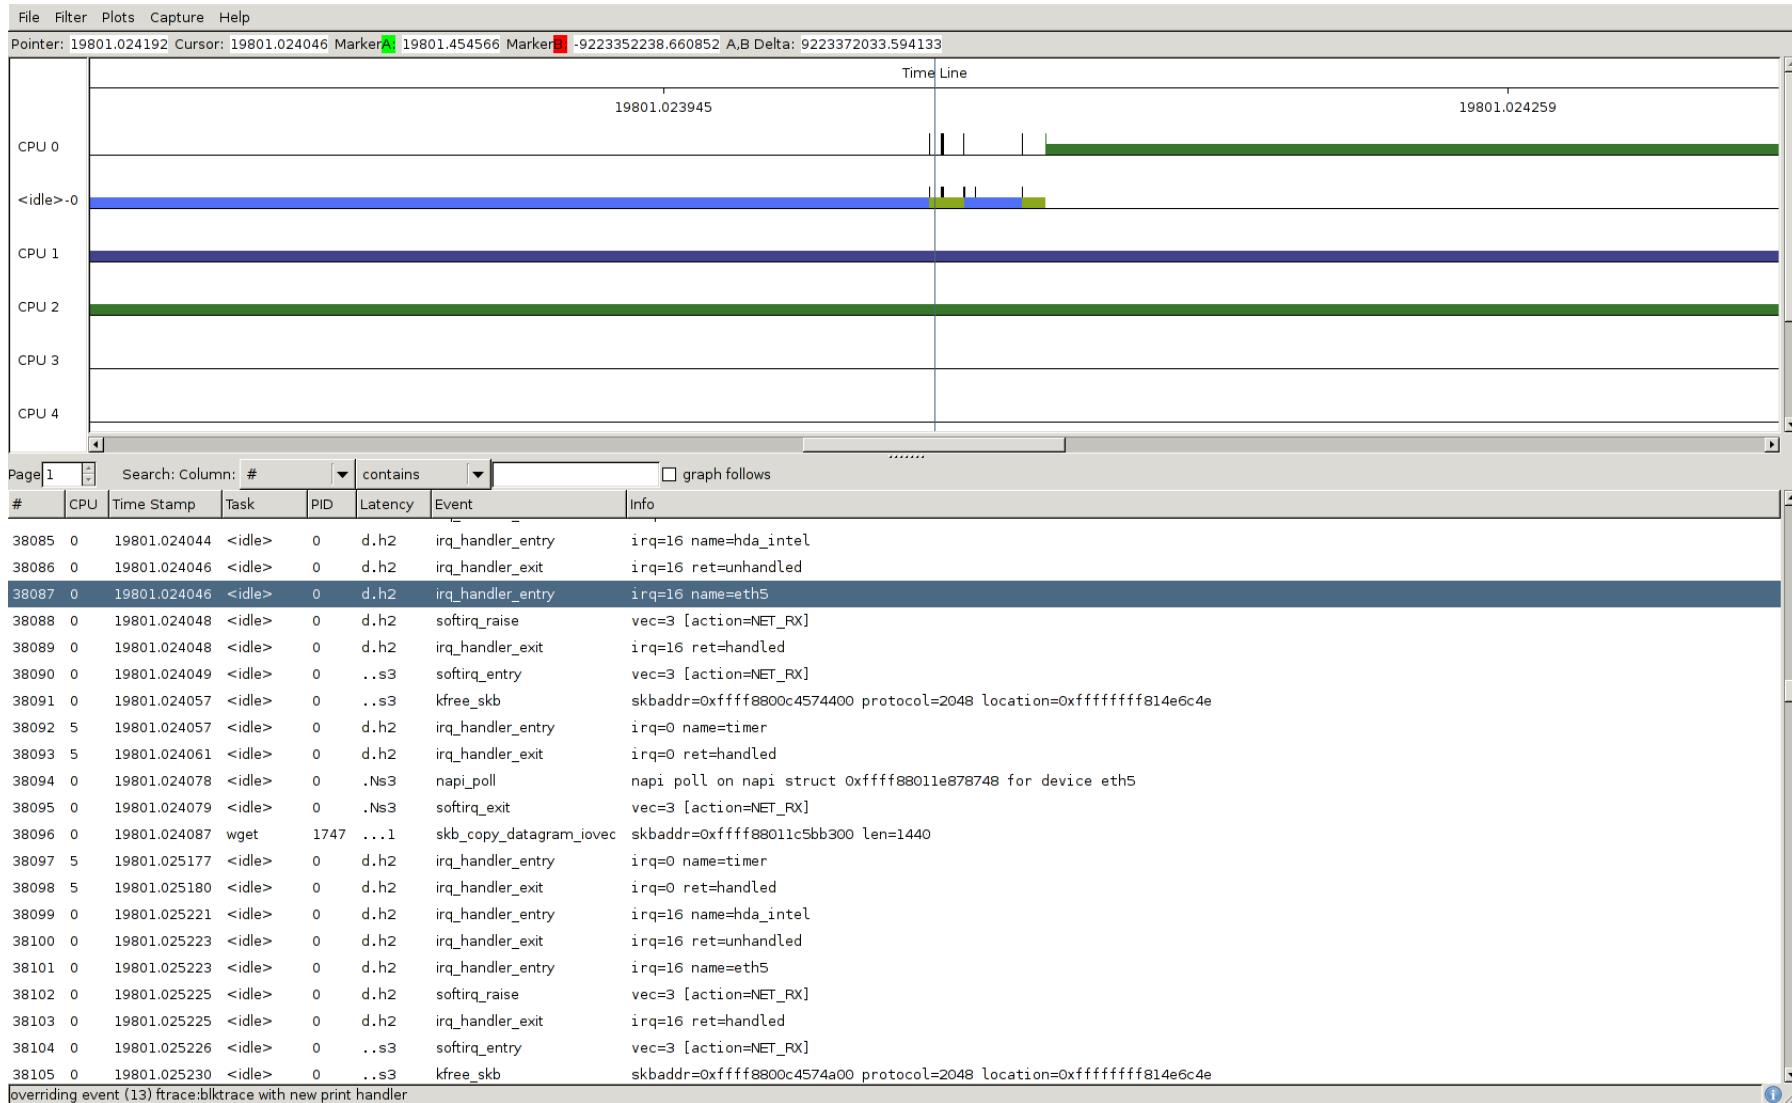 File Filter Plots Capture Help
Pointer: 19801.024192 Cursor: 19801.024046 MarkerA: 19801.454566 MarkerB: -9223352238.660852 A,B Delta: 9223372033.594133
Time Line
19801.023945 19801.024259
CPU 0
<idle>-0
CPU 1
CPU 2
CPU 3
CPU 4
Page 1 Search: Column: # contains graph follows
# CPU Time Stamp Task PID Latency Event Info
38085 0 19801.024044 <idle> 0 d.h2 irq_handler_entry irq=16 name=hda_intel
38086 0 19801.024046 <idle> 0 d.h2 irq_handler_exit irq=16 ret=unhandled
38087 0 19801.024046 <idle> 0 d.h2 irq_handler_entry irq=16 name=eth5
38088 0 19801.024048 <idle> 0 d.h2 softirq_raise vec=3 [action=NET_RX]
38089 0 19801.024048 <idle> 0 d.h2 irq_handler_exit irq=16 ret=handled
38090 0 19801.024049 <idle> 0 ..s3 softirq_entry vec=3 [action=NET_RX]
38091 0 19801.024057 <idle> 0 ..s3 kfree_skb skbaddr=0xffff8800c4574400 protocol=2048 location=0xffffffff814e6c4e
38092 5 19801.024057 <idle> 0 d.h2 irq_handler_entry irq=0 name=timer
38093 5 19801.024061 <idle> 0 d.h2 irq_handler_exit irq=0 ret=handled
38094 0 19801.024078 <idle> 0 .Ns3 napi_poll napi poll on napi struct 0xffff88011e878748 for device eth5
38095 0 19801.024079 <idle> 0 .Ns3 softirq_exit vec=3 [action=NET_RX]
38096 0 19801.024087 wget 1747 ...1 skb_copy_datagram_iovec skbaddr=0xffff88011c5bb300 len=1440
38097 5 19801.025177 <idle> 0 d.h2 irq_handler_entry irq=0 name=timer
38098 5 19801.025180 <idle> 0 d.h2 irq_handler_exit irq=0 ret=handled
38099 0 19801.025221 <idle> 0 d.h2 irq_handler_entry irq=16 name=hda_intel
38100 0 19801.025223 <idle> 0 d.h2 irq_handler_exit irq=16 ret=unhandled
38101 0 19801.025223 <idle> 0 d.h2 irq_handler_entry irq=16 name=eth5
38102 0 19801.025225 <idle> 0 d.h2 softirq_raise vec=3 [action=NET_RX]
38103 0 19801.025225 <idle> 0 d.h2 irq_handler_exit irq=16 ret=handled
38104 0 19801.025226 <idle> 0 ..s3 softirq_entry vec=3 [action=NET_RX]
38105 0 19801.025230 <idle> 0 ..s3 kfree_skb skbaddr=0xffff8800c4574a00 protocol=2048 location=0xffffffff814e6c4e
overriding event (13) ftrace:blktrace with new print handler